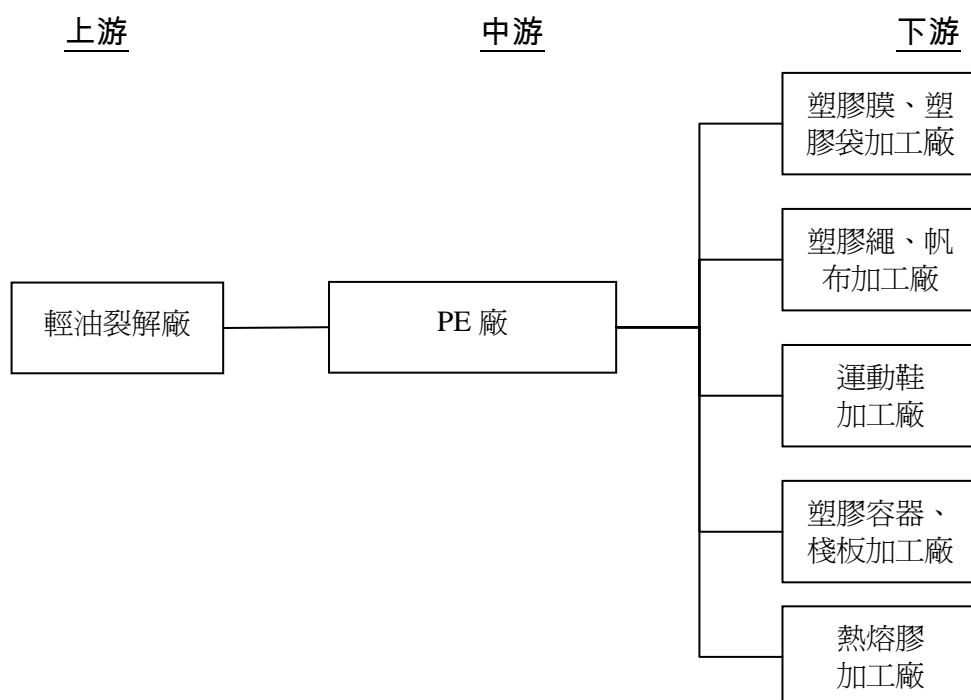 上游
中游
下游
塑膠膜、塑
膠袋加工廠
塑膠繩、帆
布加工廠
輕油裂解廠
PE 廠
運動鞋
加工廠
塑膠容器、
棧板加工廠
熱熔膠
加工廠